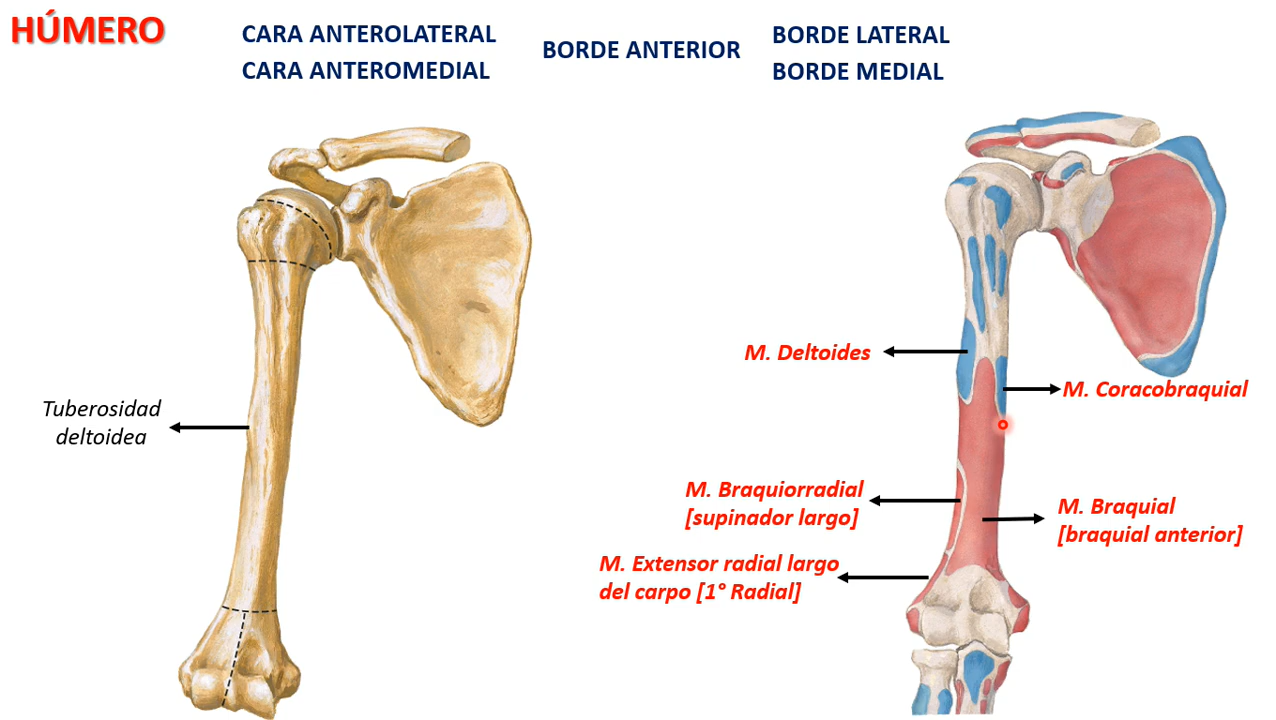 HÚMERO
CARA ANTEROLATERAL
CARA ANTEROMEDIAL
BORDE ANTERIOR
BORDE LATERAL
BORDE MEDIAL
Tuberosidad
deltoidea
M. Deltoides
M. Coracobraquial
M. Braquiorradial
[supinador largo]
M. Braquial
[braquial anterior]
M. Extensor radial largo
del carpo [1° Radial]